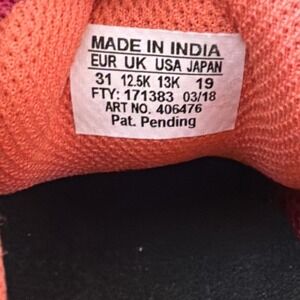 MADE IN INDIA
EUR UK USA JAPAN
31 12.5K 13K 19
FTY: 171383 03/18
ART NO. 406476
Pat. Pending